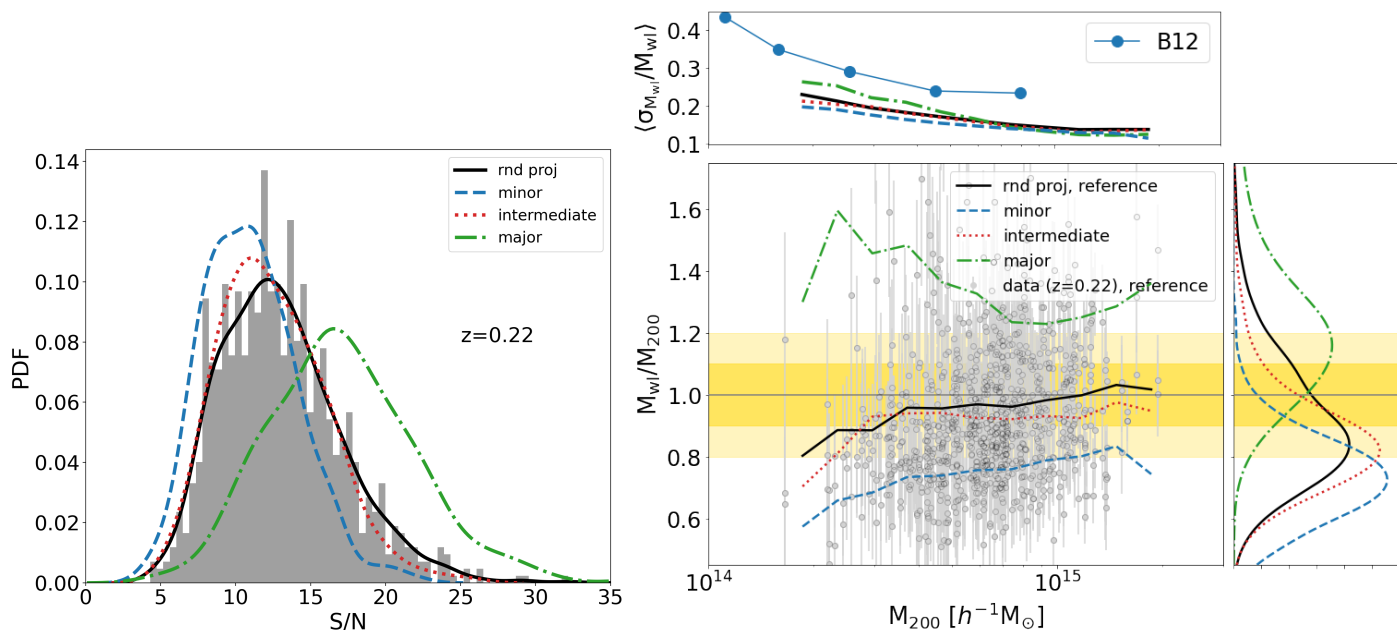 0.14
0.12
0.10
0.08
0.06
0.04
0.02
0.00
PDF
rnd proj
minor
intermediate
major
z=0.22
0 5 10 15 20 25 30 35
S/N
0.4
0.3
0.2
0.1
⟨σ_{M_{wl}}/M_{wl}⟩
B12
1.6
1.4
1.2
1.0
0.8
0.6
M_{wl}/M_{200}
rnd proj, reference
minor
intermediate
major
data (z=0.22), reference
10^{14} 10^{15}
M_{200} [h^{−1}M_⊙]